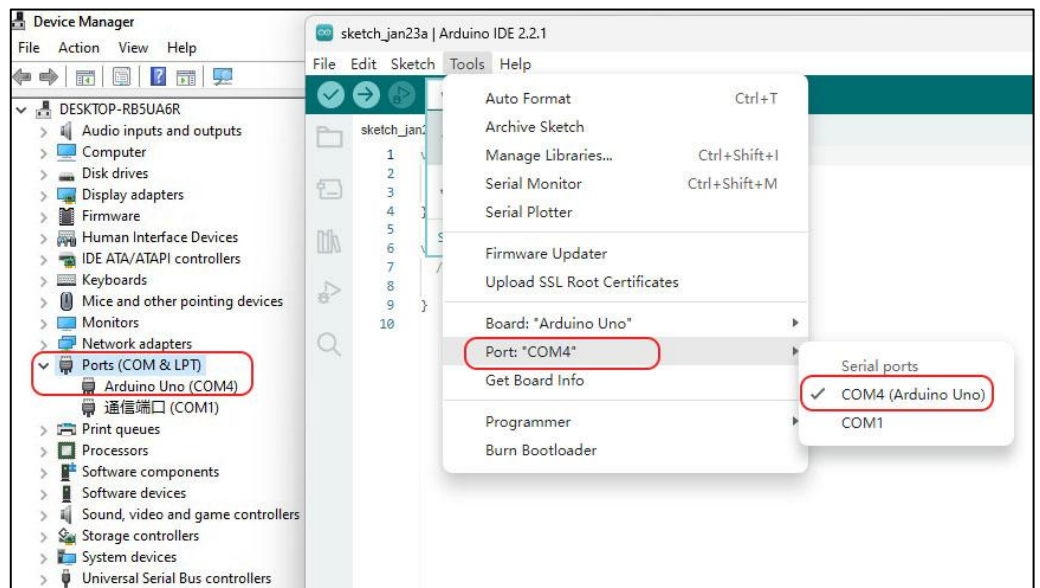 Device Manager
File Action View Help
DESKTOP-RB5UA6R
Audio inputs and outputs
Computer
Disk drives
Display adapters
Firmware
Human Interface Devices
IDE ATA/ATAPI controllers
Keyboards
Mice and other pointing devices
Monitors
Network adapters
Ports (COM & LPT)
Arduino Uno (COM4)
通信端口 (COM1)
Print queues
Processors
Software components
Software devices
Sound, video and game controllers
Storage controllers
System devices
Universal Serial Bus controllers
sketch_jan23a | Arduino IDE 2.2.1
File Edit Sketch Tools Help
sketch_jan2
1
2
3
4 }
5
6
7 /
8
9 }
10
Auto Format Ctrl+T
Archive Sketch
Manage Libraries... Ctrl+Shift+I
Serial Monitor Ctrl+Shift+M
Serial Plotter
Firmware Updater
Upload SSL Root Certificates
Board: "Arduino Uno"
Port: "COM4"
Get Board Info
Programmer
Burn Bootloader
Serial ports
COM4 (Arduino Uno)
COM1